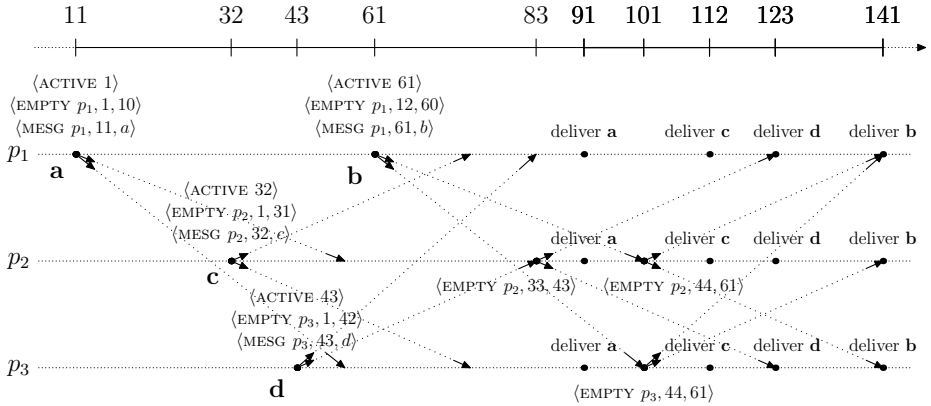 11 32 43 61 83 91 101 112 123 141
⟨ACTIVE 1⟩
⟨EMPTY p₁, 1, 10⟩
⟨MESG p₁, 11, a⟩
⟨ACTIVE 61⟩
⟨EMPTY p₁, 12, 60⟩
⟨MESG p₁, 61, b⟩
deliver a deliver c deliver d deliver b
p₁
a
b
⟨ACTIVE 32⟩
⟨EMPTY p₂, 1, 31⟩
⟨MESG p₂, 32, c⟩
deliver a deliver c deliver d deliver b
p₂
c
⟨EMPTY p₂, 33, 43⟩ ⟨EMPTY p₂, 44, 61⟩
⟨ACTIVE 43⟩
⟨EMPTY p₃, 1, 42⟩
⟨MESG p₃, 43, d⟩
deliver a deliver c deliver d deliver b
p₃
d
⟨EMPTY p₃, 44, 61⟩